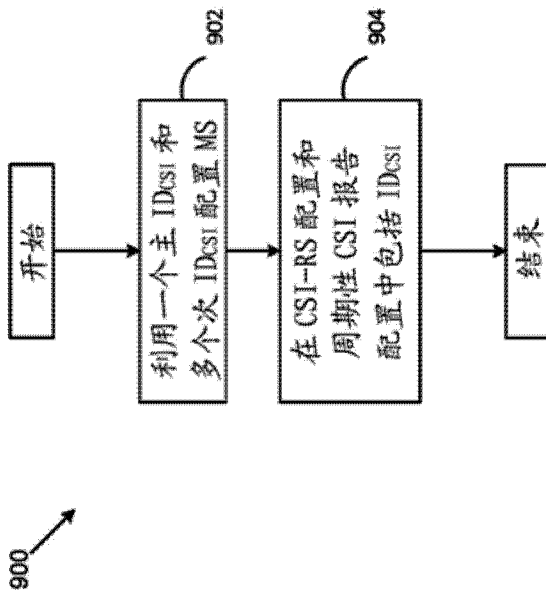 900
开始
902
利用一个主 IDCSI 和
多个次 IDCSI 配置 MS
904
在 CSI-RS 配置和
周期性 CSI 报告
配置中包括 IDCSI
结束